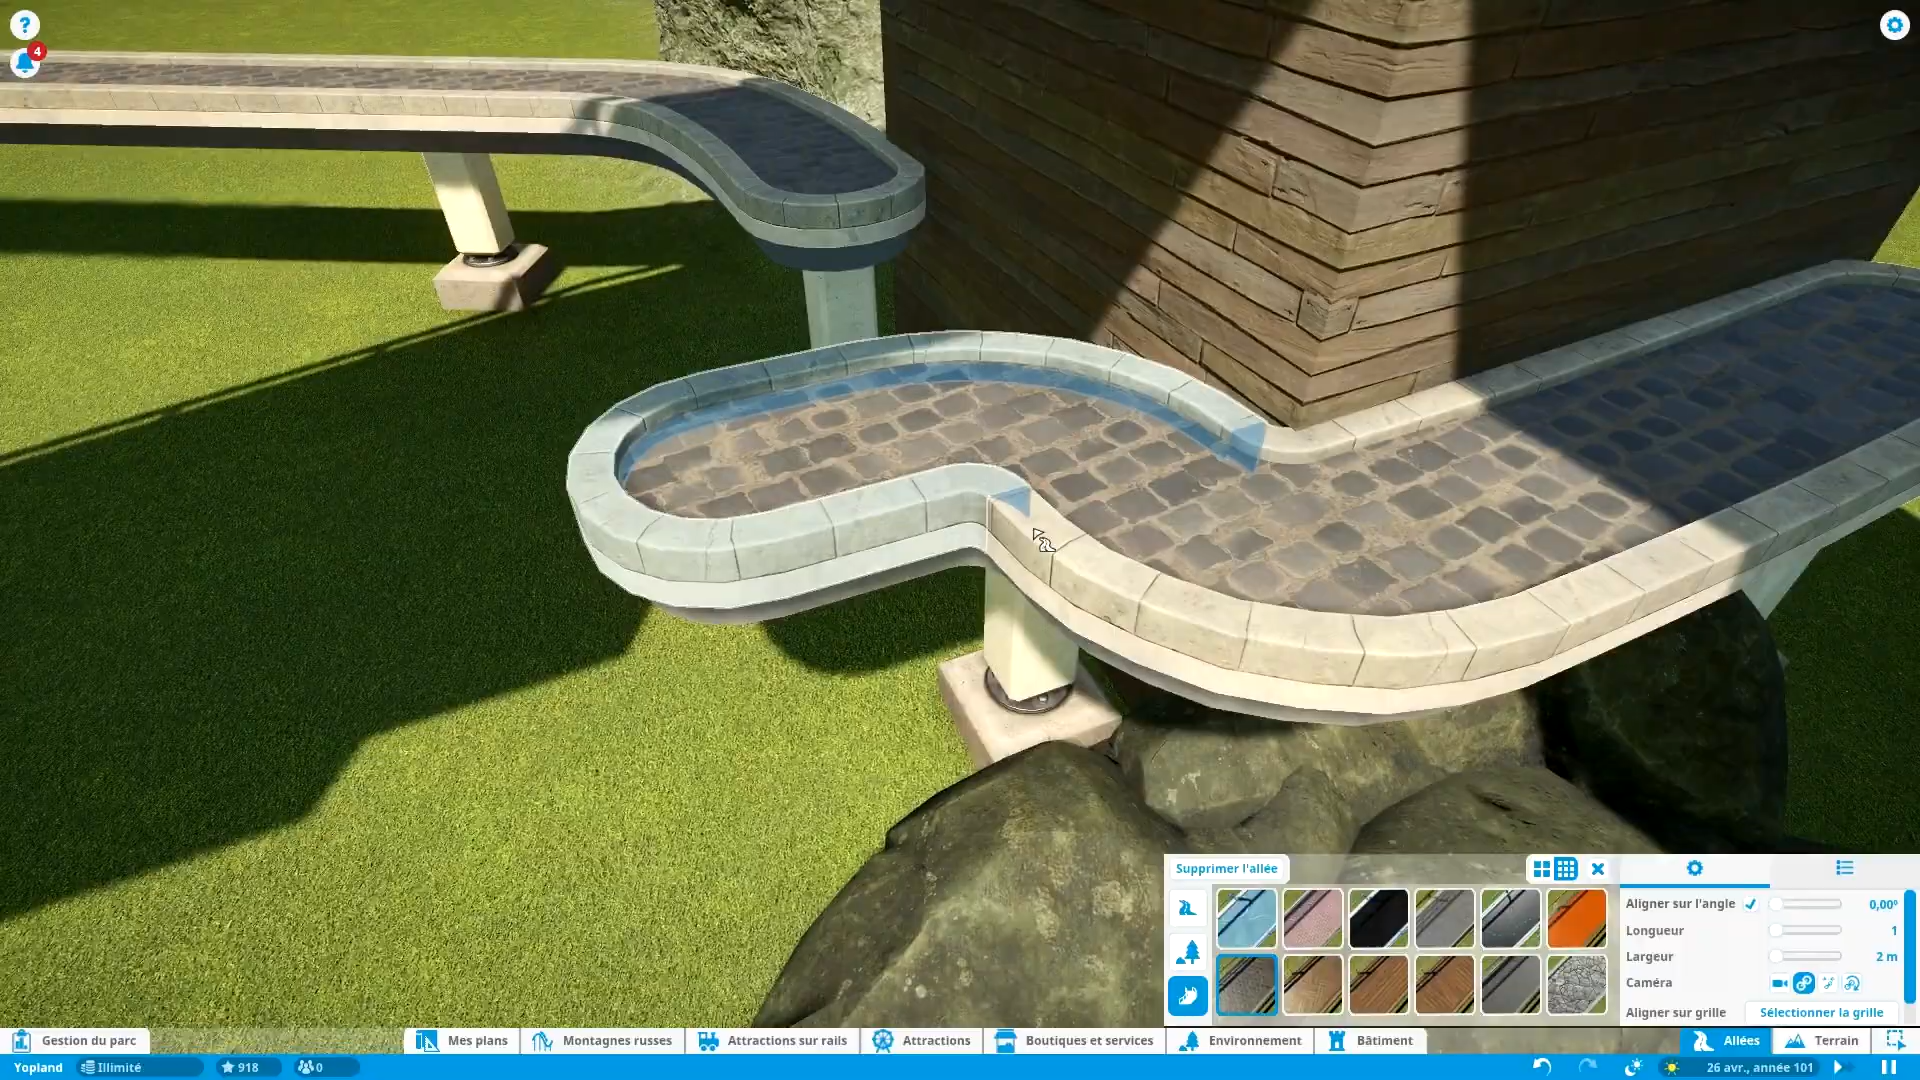 ?
4
Supprimer l'allée
Aligner sur l'angle 0,00°
Longueur 1
Largeur 2 m
Caméra
Aligner sur grille Sélectionner la grille
Gestion du parc Mes plans Montagnes russes Attractions sur rails Attractions Boutiques et services Environnement Bâtiment Allées Terrain
Yopland Illimité 918 0 26 avr., année 101